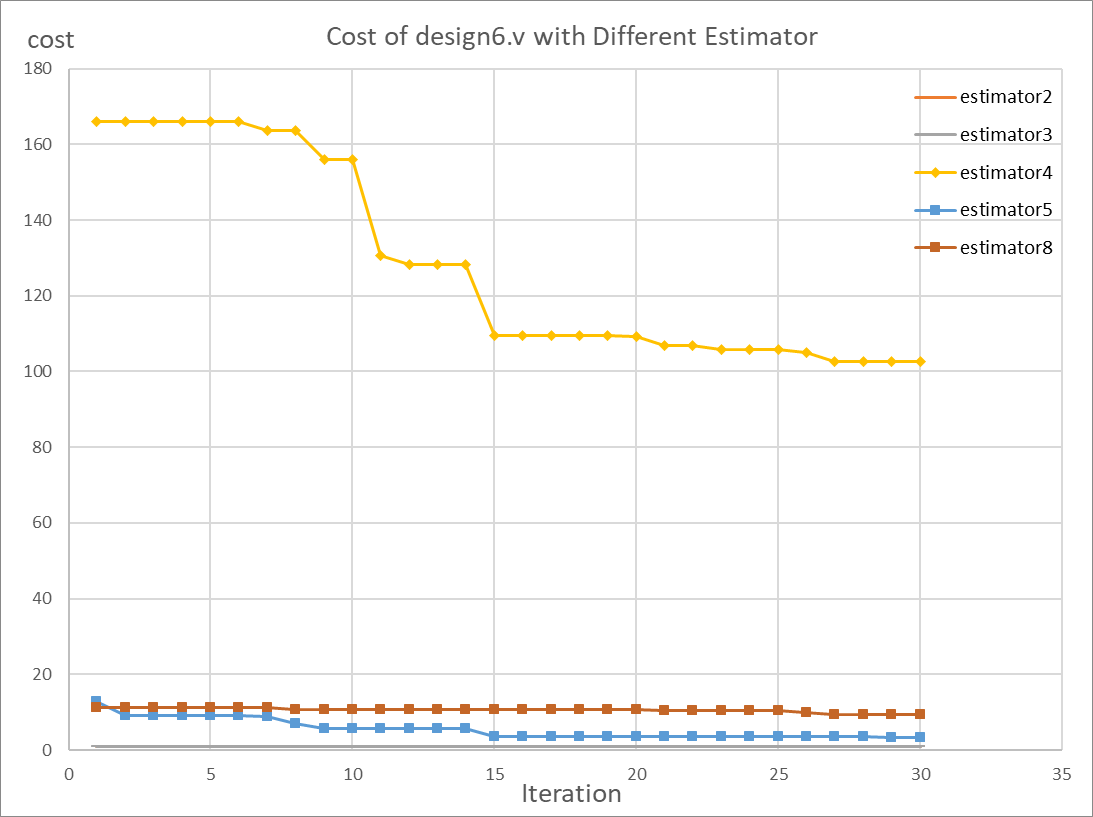 Cost of design6.v with Different Estimator
cost
180
160
140
120
100
80
60
40
20
0
estimator2
estimator3
estimator4
estimator5
estimator8
0 5 10 15 20 25 30 35
Iteration